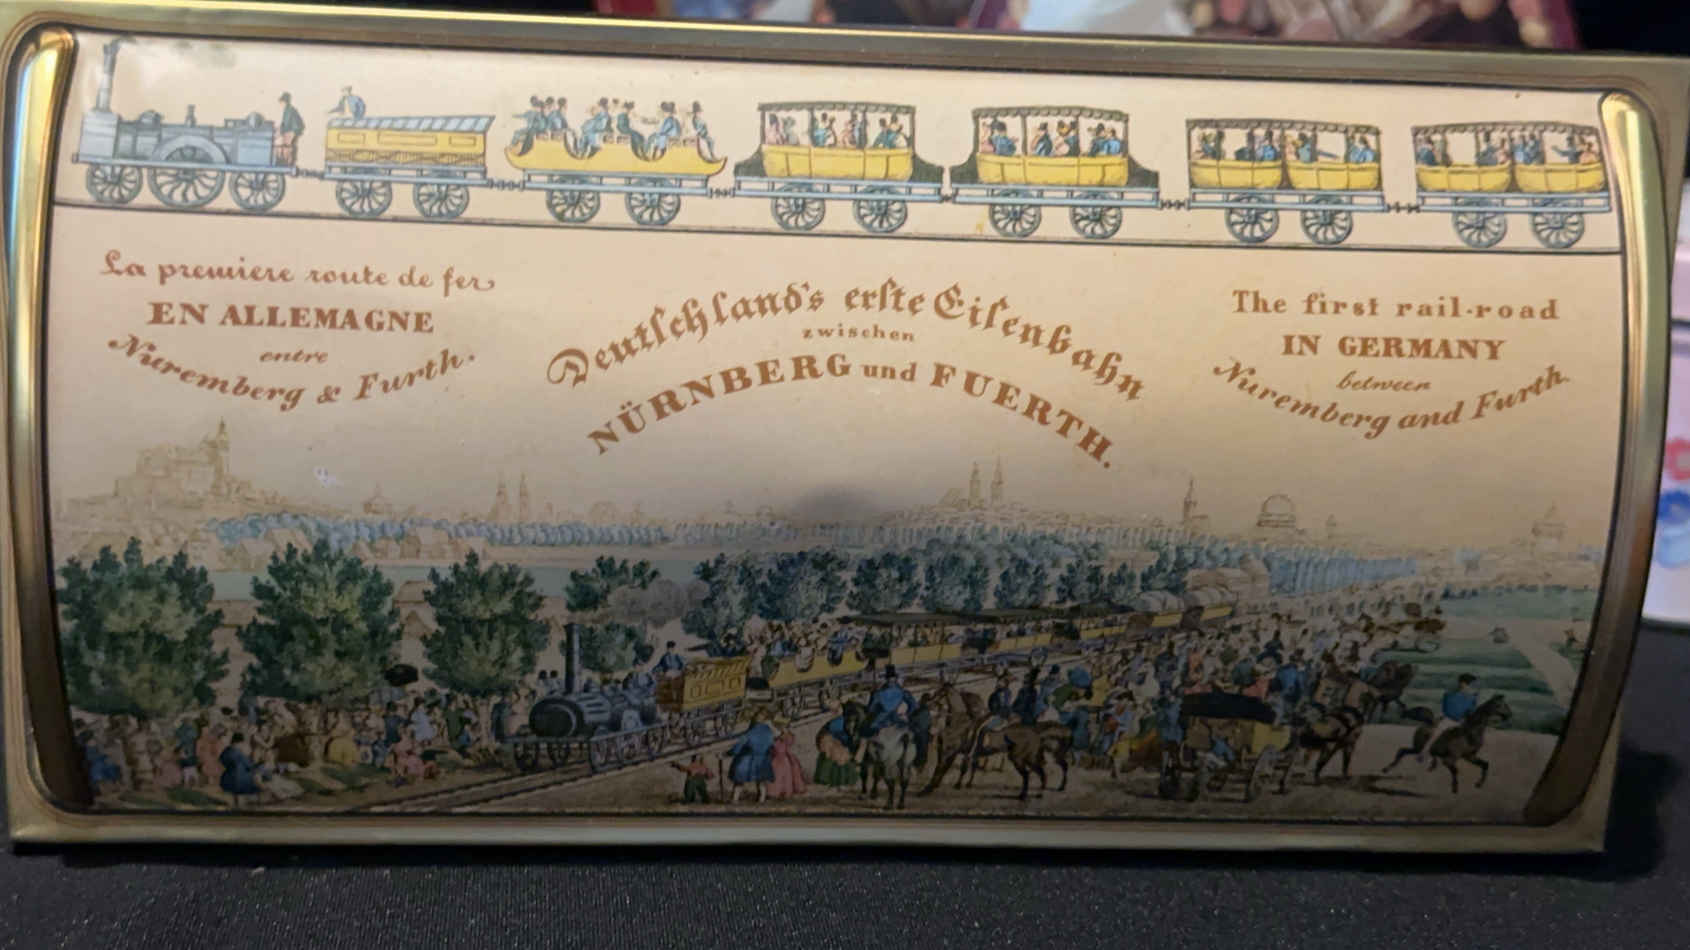 La premiere route de fer
EN ALLEMAGNE
entre
Nuremberg & Furth.
Deutſchland's erſte Eiſenbahn
zwischen
NÜRNBERG und FUERTH.
The first rail-road
IN GERMANY
between
Nuremberg and Furth.